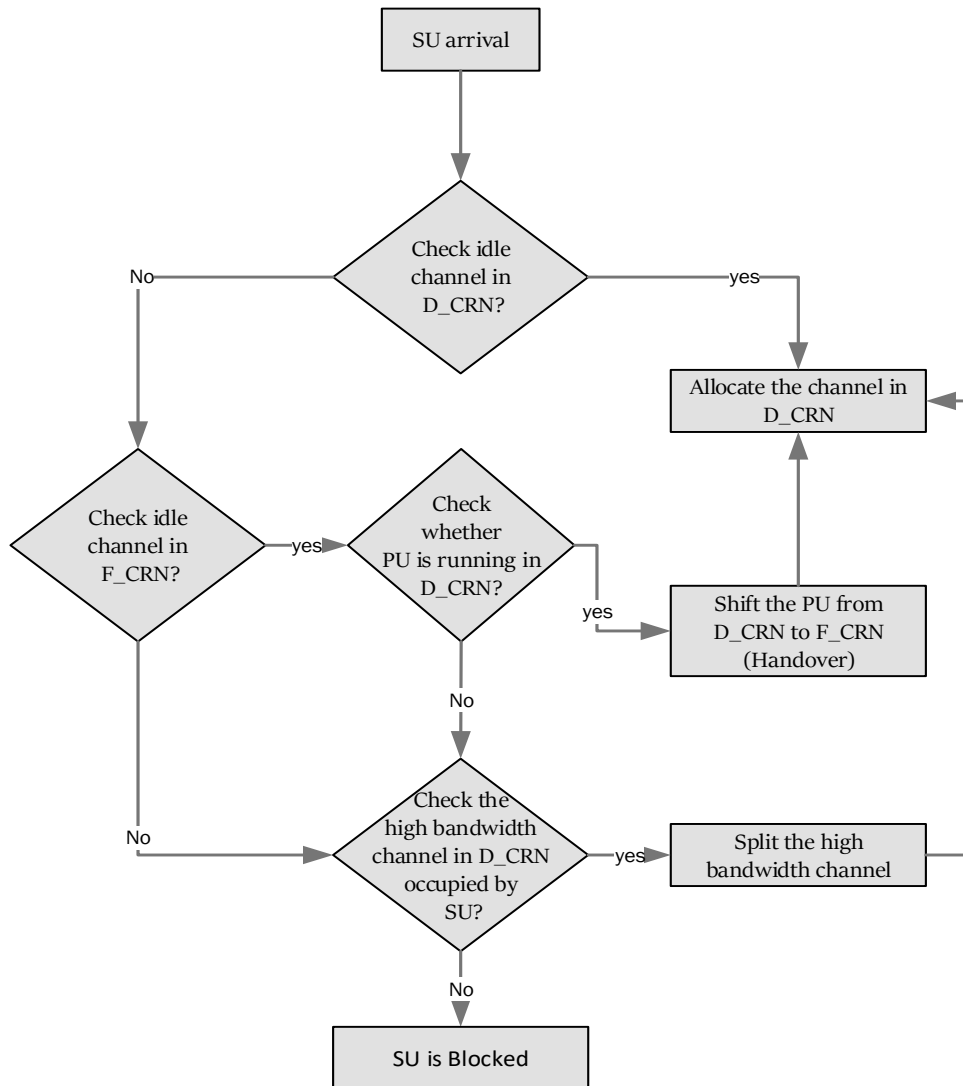 SU arrival
Check idle
channel in
D_CRN?
No
yes
Allocate the channel in
D_CRN
Check idle
channel in
F_CRN?
yes
Check
whether
PU is running in
D_CRN?
yes
Shift the PU from
D_CRN to F_CRN
(Handover)
No
No
Check the
high bandwidth
channel in D_CRN
occupied by
SU?
yes
Split the high
bandwidth channel
No
SU is Blocked